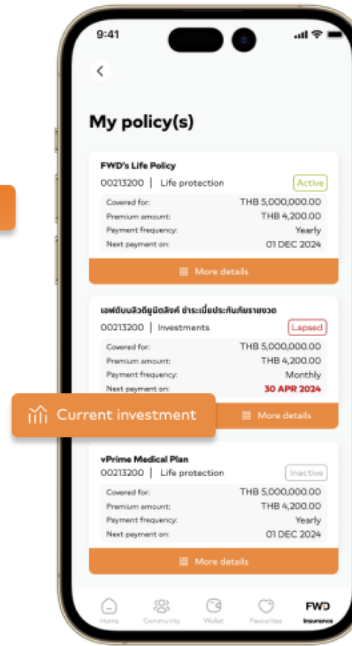 9:41
My policy(s)
FWD's Life Policy
00213200 | Life protection
Active
Covered for: THB 5,000,000.00
Premium amount: THB 4,200.00
Payment frequency: Yearly
Next payment on: 01 DEC 2024
More details
เอฟดับบลิวดียูนิตลิงค์ ชำระเบี้ยประกันภัยรายงวด
00213200 | Investments
Lapsed
Covered for: THB 5,000,000.00
Premium amount: THB 4,200.00
Payment frequency: Monthly
Next payment on: 30 APR 2024
Current investment
More details
vPrime Medical Plan
00213200 | Life protection
Inactive
Covered for: THB 5,000,000.00
Premium amount: THB 4,200.00
Payment frequency: Yearly
Next payment on: 01 DEC 2024
More details
Home
Community
Wallet
Favourites
FWD
Insurance